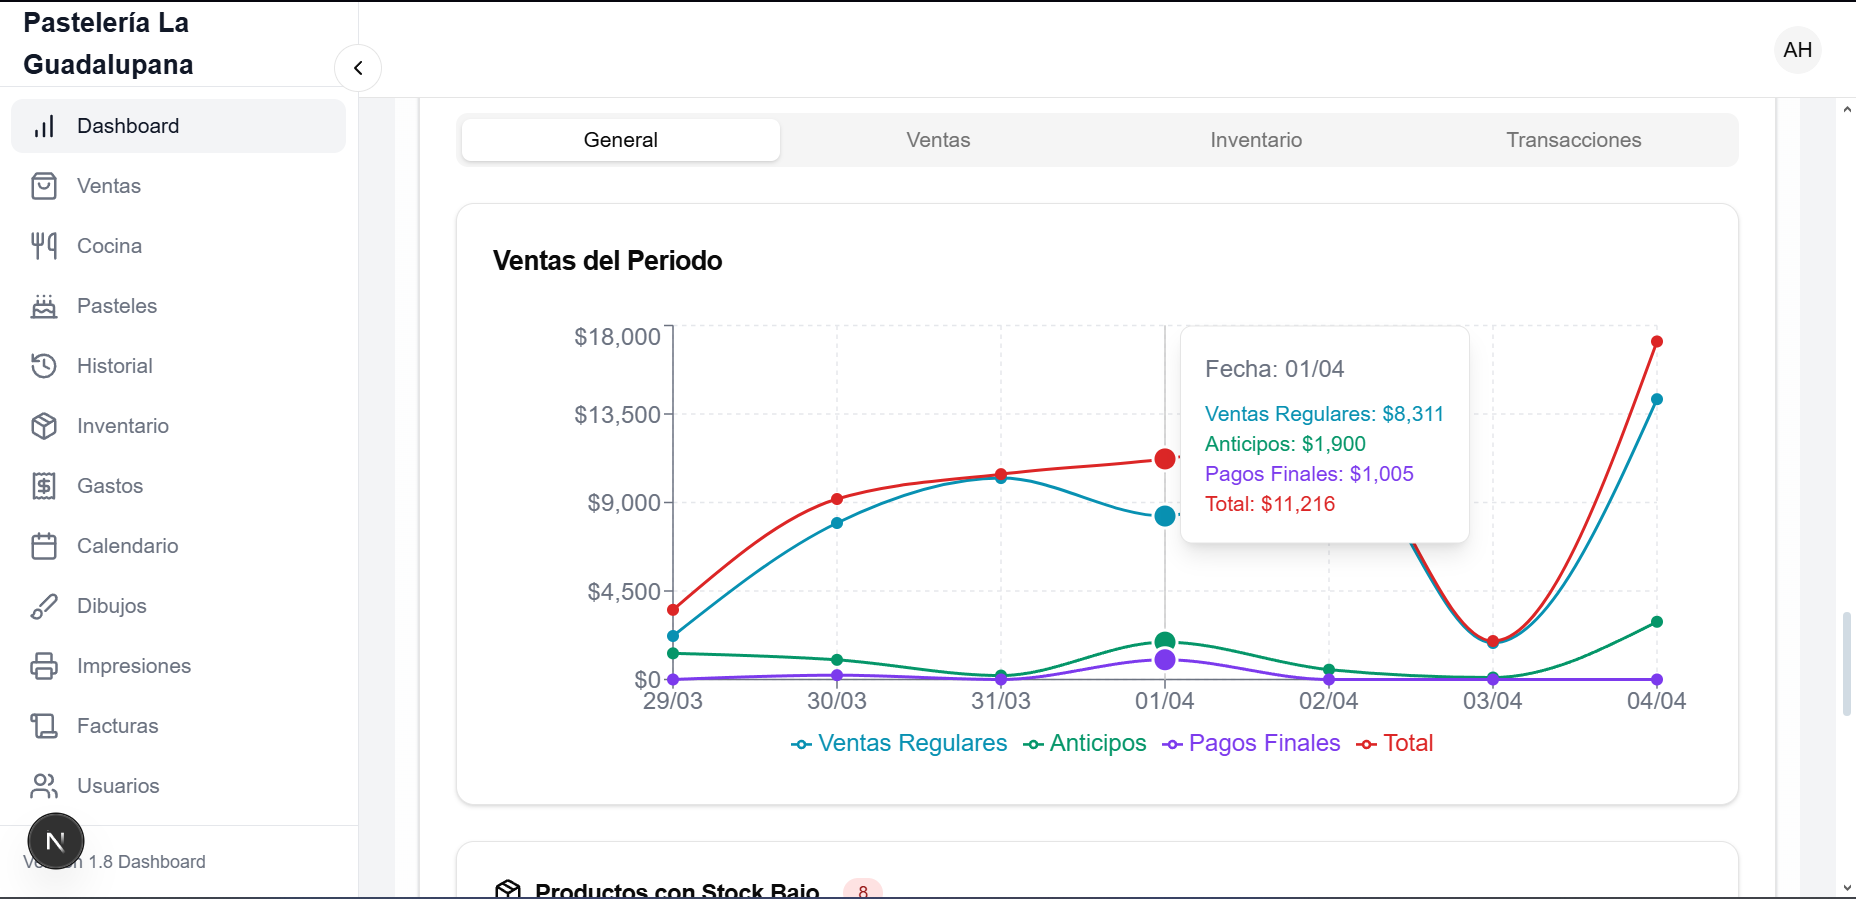 Pastelería La
Guadalupana
AH
Dashboard
Ventas
Cocina
Pasteles
Historial
Inventario
Gastos
Calendario
Dibujos
Impresiones
Facturas
Usuarios
N
1.8 Dashboard
General
Ventas
Inventario
Transacciones
Ventas del Periodo
$18,000
$13,500
$9,000
$4,500
$0
29/03
30/03
31/03
01/04
02/04
03/04
04/04
Fecha: 01/04
Ventas Regulares: $8,311
Anticipos: $1,900
Pagos Finales: $1,005
Total: $11,216
Ventas Regulares
Anticipos
Pagos Finales
Total
Productos con Stock Bajo
8